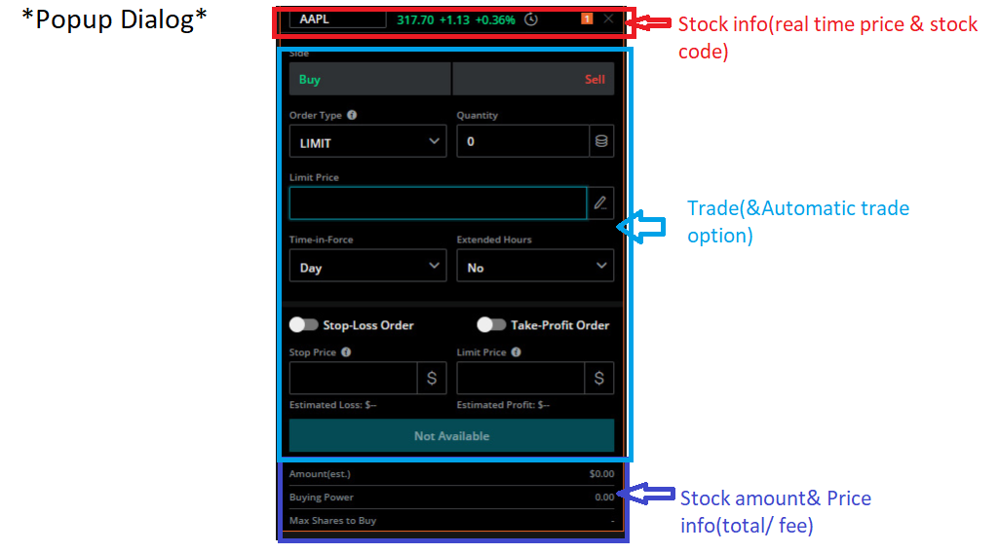 *Popup Dialog*
AAPL 317.70 +1.13 +0.36% 1
Stock info(real time price & stock
code)
Side
Buy Sell
Order Type Quantity
LIMIT 0
Limit Price
Trade(&Automatic trade
option)
Time-in-Force Extended Hours
Day No
Stop-Loss Order Take-Profit Order
Stop Price Limit Price
$ $
Estimated Loss: $-- Estimated Profit: $--
Not Available
Amount(est.) $0.00
Buying Power 0.00
Max Shares to Buy -
Stock amount& Price
info(total/ fee)